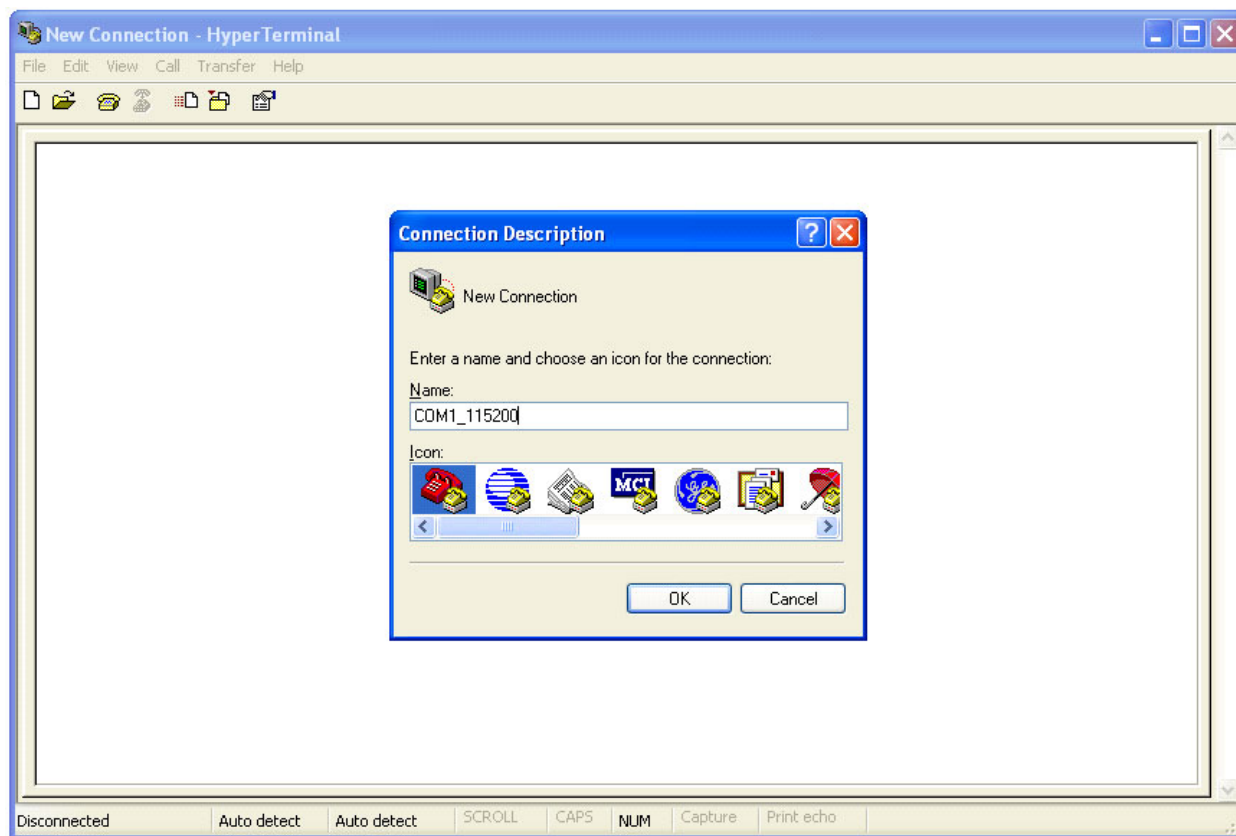 New Connection - HyperTerminal
File Edit View Call Transfer Help
Connection Description
New Connection
Enter a name and choose an icon for the connection:
Name:
COM1_115200
Icon:
MCI
OK Cancel
Disconnected Auto detect Auto detect SCROLL CAPS NUM Capture Print echo